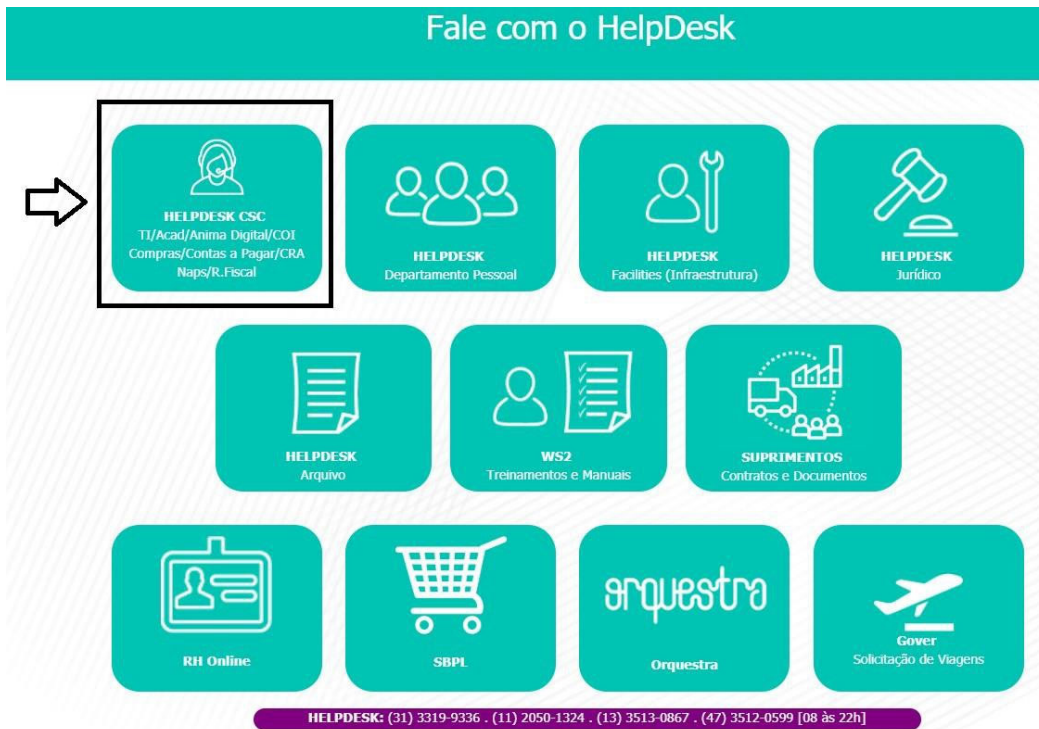 Fale com o HelpDesk
HELPDESK CSC
TI/Acad/Anima Digital/COI
Compras/Contas a Pagar/CRA
Naps/R.Fiscal
HELPDESK
Departamento Pessoal
HELPDESK
Facilities (Infraestrutura)
HELPDESK
Jurídico
HELPDESK
Arquivo
WS2
Treinamentos e Manuais
SUPRIMENTOS
Contratos e Documentos
RH Online
SBPL
orquestra
Orquestra
Gover
Solicitação de Viagens
HELPDESK: (31) 3319-9336 . (11) 2050-1324 . (13) 3513-0867 . (47) 3512-0599 [08 às 22h]